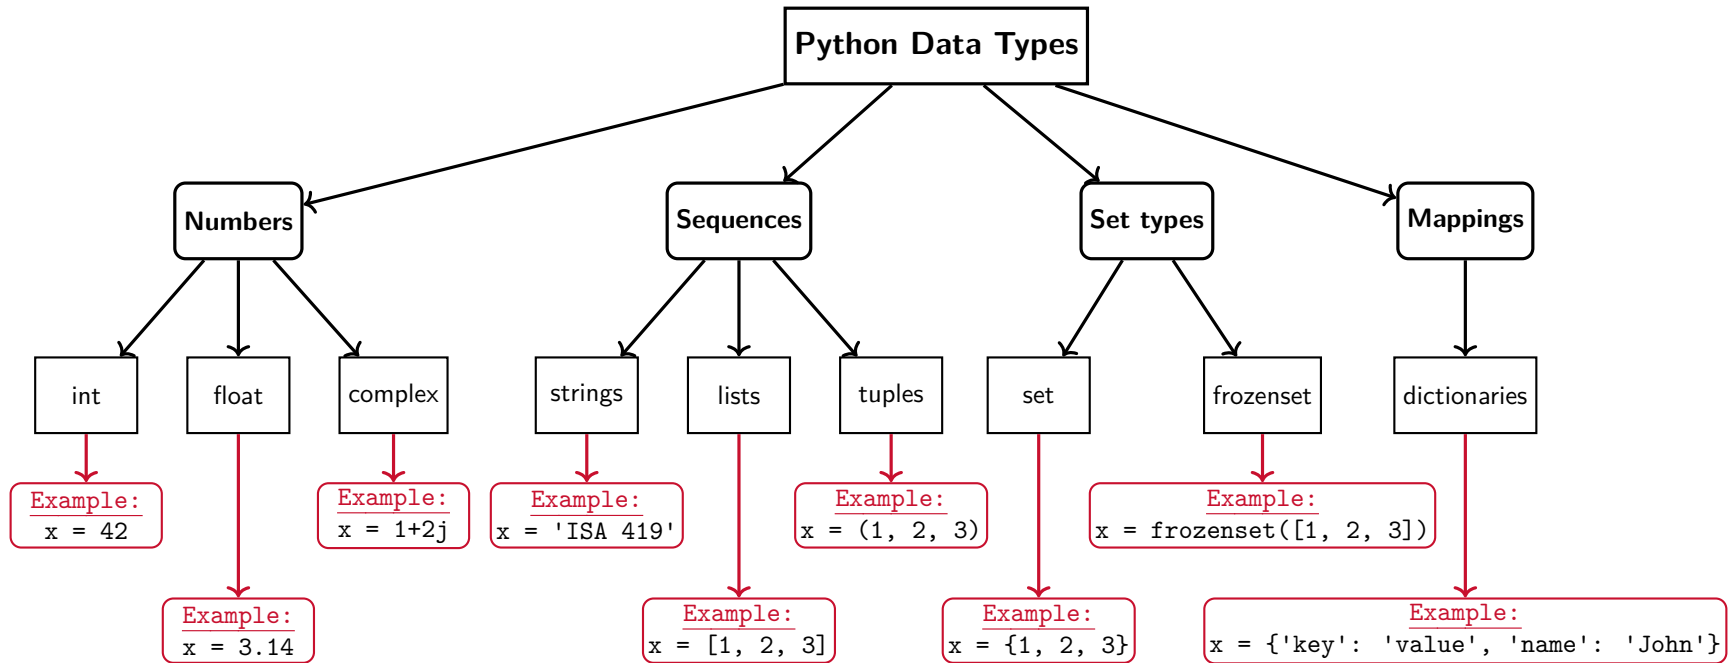 Python Data Types
Numbers
Sequences
Set types
Mappings
int
float
complex
strings
lists
tuples
set
frozenset
dictionaries
Example:
x = 42
Example:
x = 1+2j
Example:
x = 'ISA 419'
Example:
x = (1, 2, 3)
Example:
x = frozenset([1, 2, 3])
Example:
x = 3.14
Example:
x = [1, 2, 3]
Example:
x = {1, 2, 3}
Example:
x = {'key': 'value', 'name': 'John'}